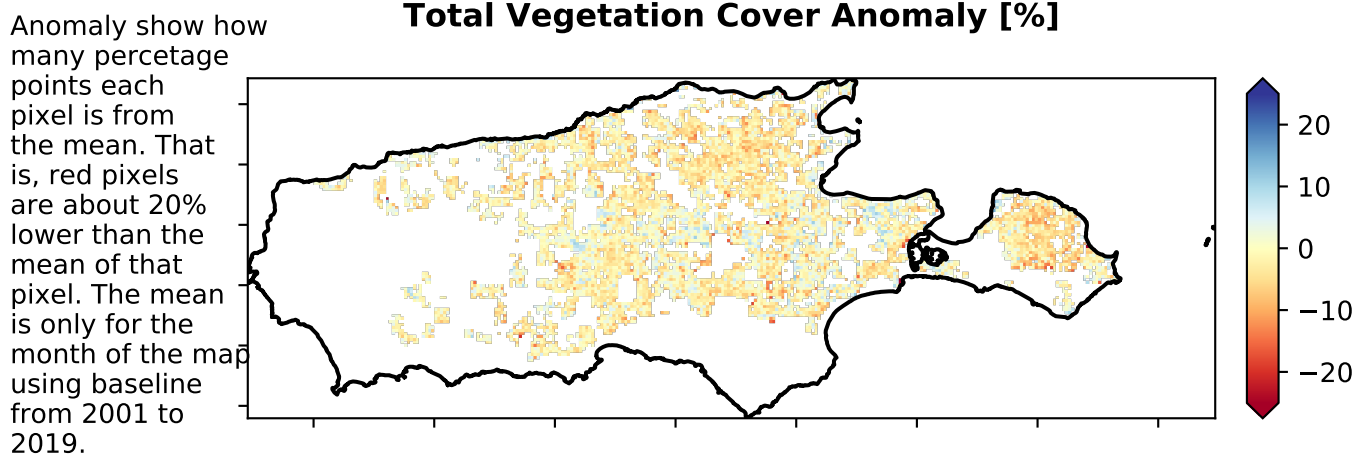 Total Vegetation Cover Anomaly [%]
Anomaly show how
many percetage
points each
pixel is from
the mean. That
is, red pixels
are about 20%
lower than the
mean of that
pixel. The mean
is only for the
month of the map
using baseline
from 2001 to
2019.
20
10
0
−10
−20